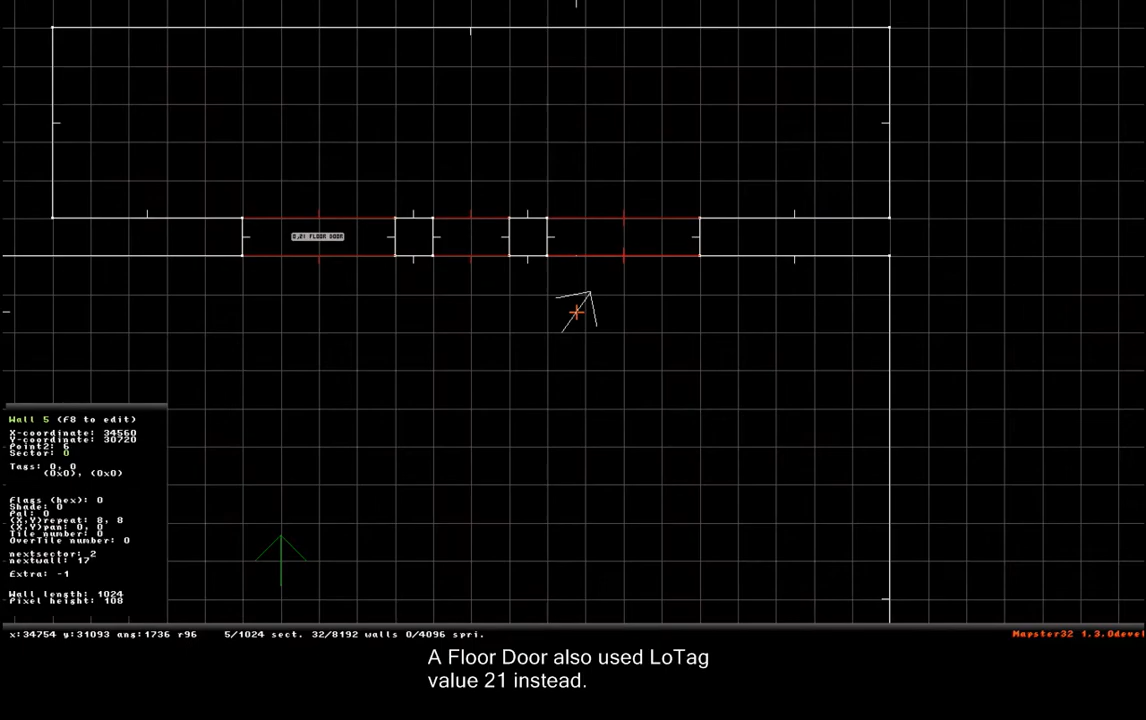 0,21 FLOOR DOOR
Wall 5 (F8 to edit)
X-coordinate: 34560
Y-coordinate: 30720
Point2: 6
Sector: 0
Tags: 0, 0
(0x0), (0x0)
Flags (hex): 0
Shade: 0
Pal: 0
(X,Y)repeat: 8, 8
(X,Y)pan: 0, 0
Tile number: 0
OverTile number: 0
nextsector: 2
nextwall: 17
Extra: -1
Wall length: 1024
Pixel height: 108
x:34754 y:31093 ang:1736 r96 5/1024 sect. 32/8192 walls 0/4096 spri. Mapster32 1.3.0devel
A Floor Door also used LoTag
value 21 instead.